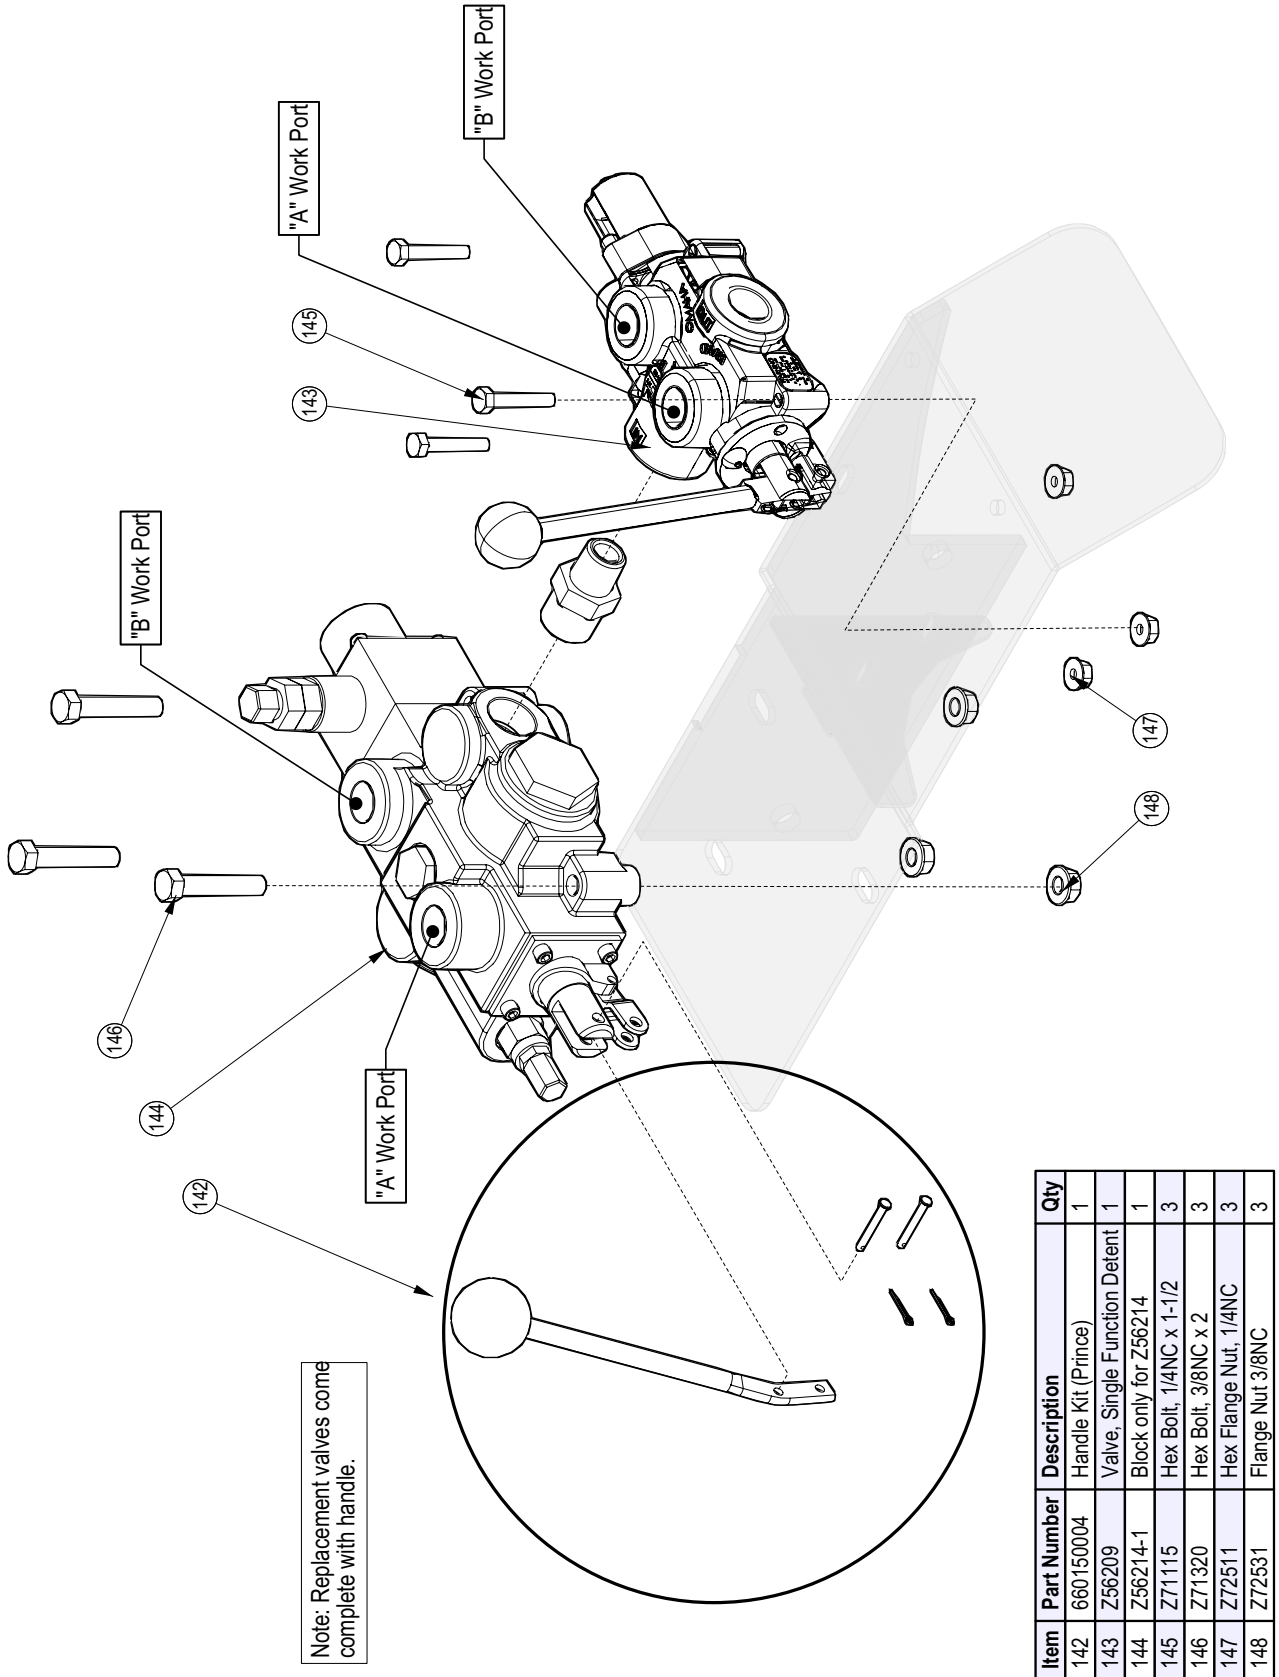 Note: Replacement valves come
complete with handle.
142
144
146
"A" Work Port
"B" Work Port
143
145
"A" Work Port
"B" Work Port
148
147
Item Part Number Description Qty
142 660150004 Handle Kit (Prince) 1
143 Z56209 Valve, Single Function Detent 1
144 Z56214-1 Block only for Z56214 1
145 Z71115 Hex Bolt, 1/4NC x 1-1/2 3
146 Z71320 Hex Bolt, 3/8NC x 2 3
147 Z72511 Hex Flange Nut, 1/4NC 3
148 Z72531 Flange Nut 3/8NC 3